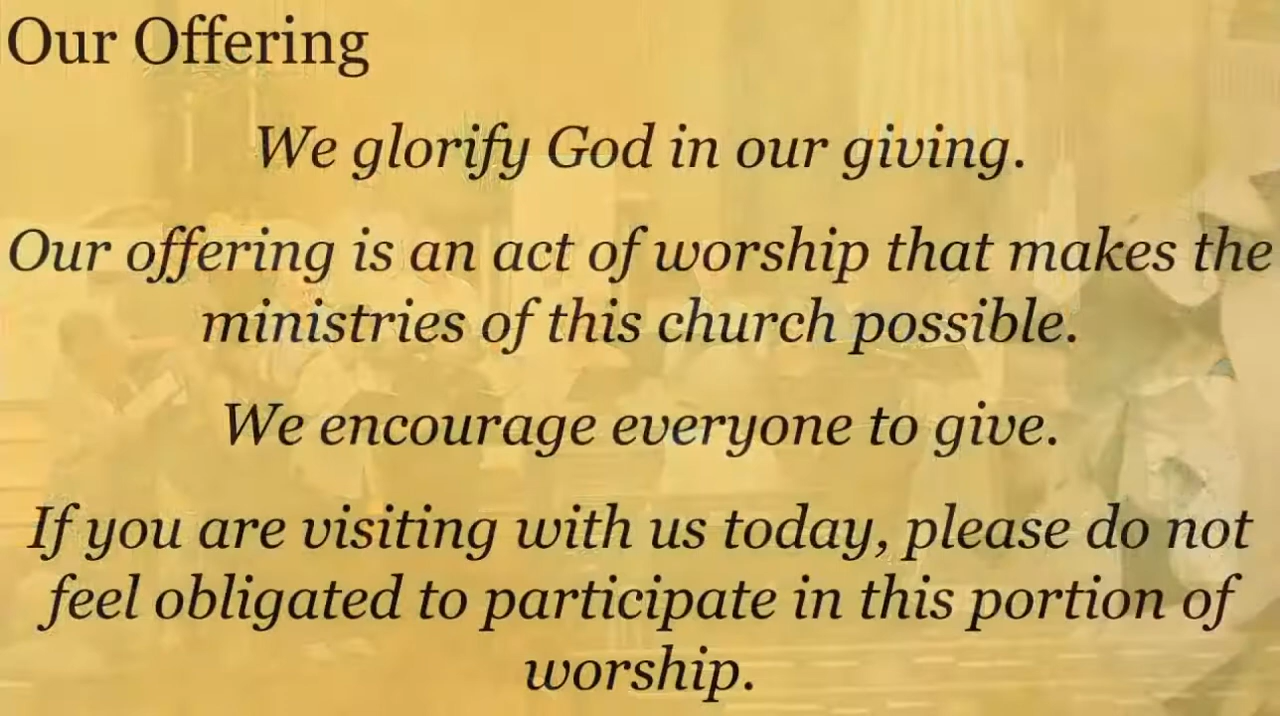 Our Offering
We glorify God in our giving.
Our offering is an act of worship that makes the
ministries of this church possible.
We encourage everyone to give.
If you are visiting with us today, please do not
feel obligated to participate in this portion of
worship.